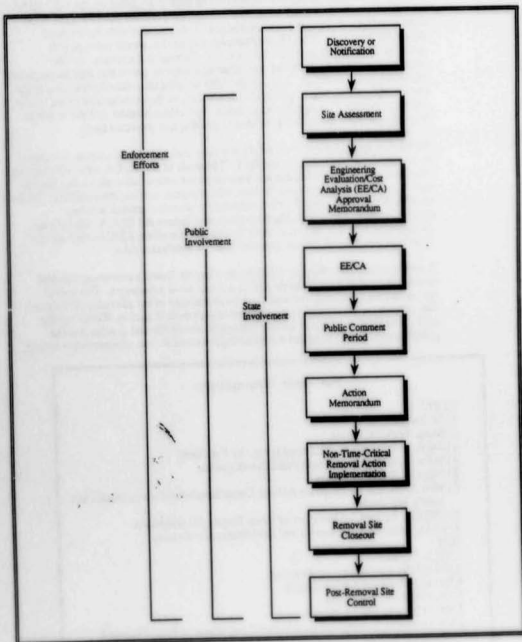 Discovery or
Notification
Site Assessment
Enforcement
Efforts
Engineering
Evaluation/Cost
Analysis (EE/CA)
Approval
Memorandum
Public
Involvement
EE/CA
State
Involvement
Public Comment
Period
Action
Memorandum
Non-Time-Critical
Removal Action
Implementation
Removal Site
Closeout
Post-Removal Site
Control